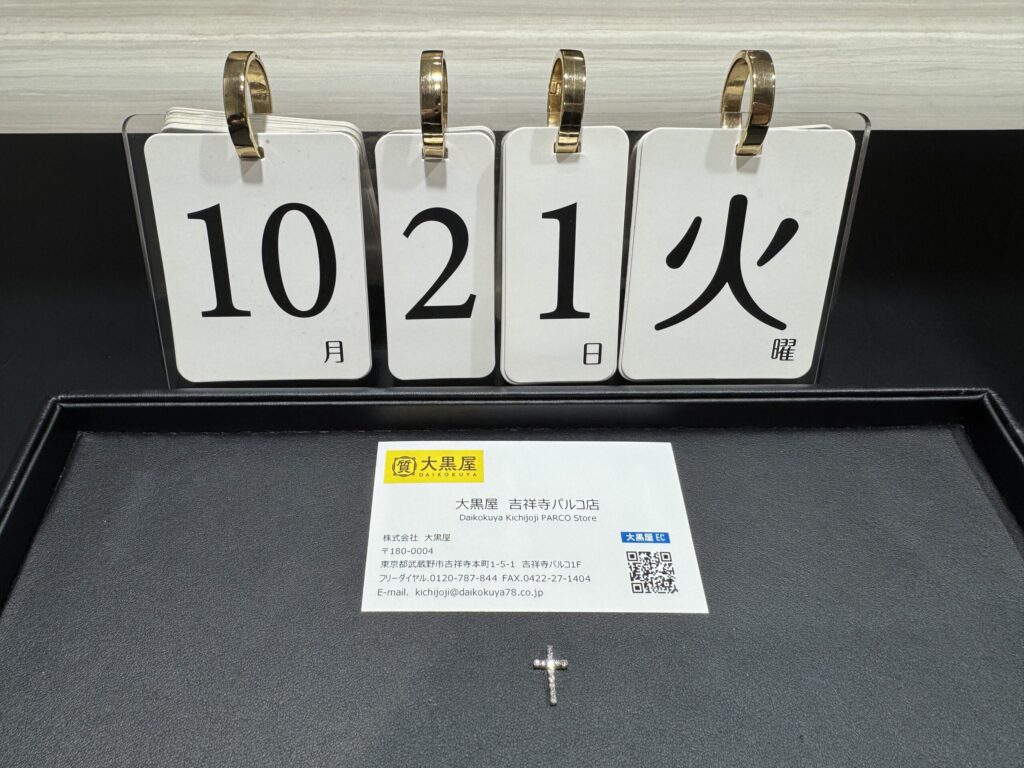 10
月
2
1
日
火
曜
質 大黒屋
DAIKOKUYA
大黒屋 吉祥寺パルコ店
Daikokuya Kichijoji PARCO Store
株式会社 大黒屋
〒180-0004
東京都武蔵野市吉祥寺本町1-5-1 吉祥寺パルコ1F
フリーダイヤル.0120-787-844 FAX.0422-27-1404
E-mail. kichijoji@daikokuya78.co.jp
大黒屋 EC